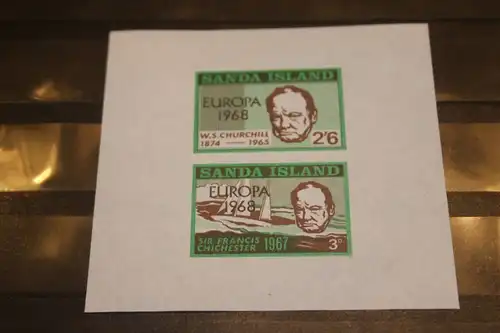 SANDA ISLAND
EUROPA
1968
W.S. CHURCHILL
1874 — 1965
2'6
SANDA ISLAND
EUROPA
1968
SIR FRANCIS
CHICHESTER
1967
3D